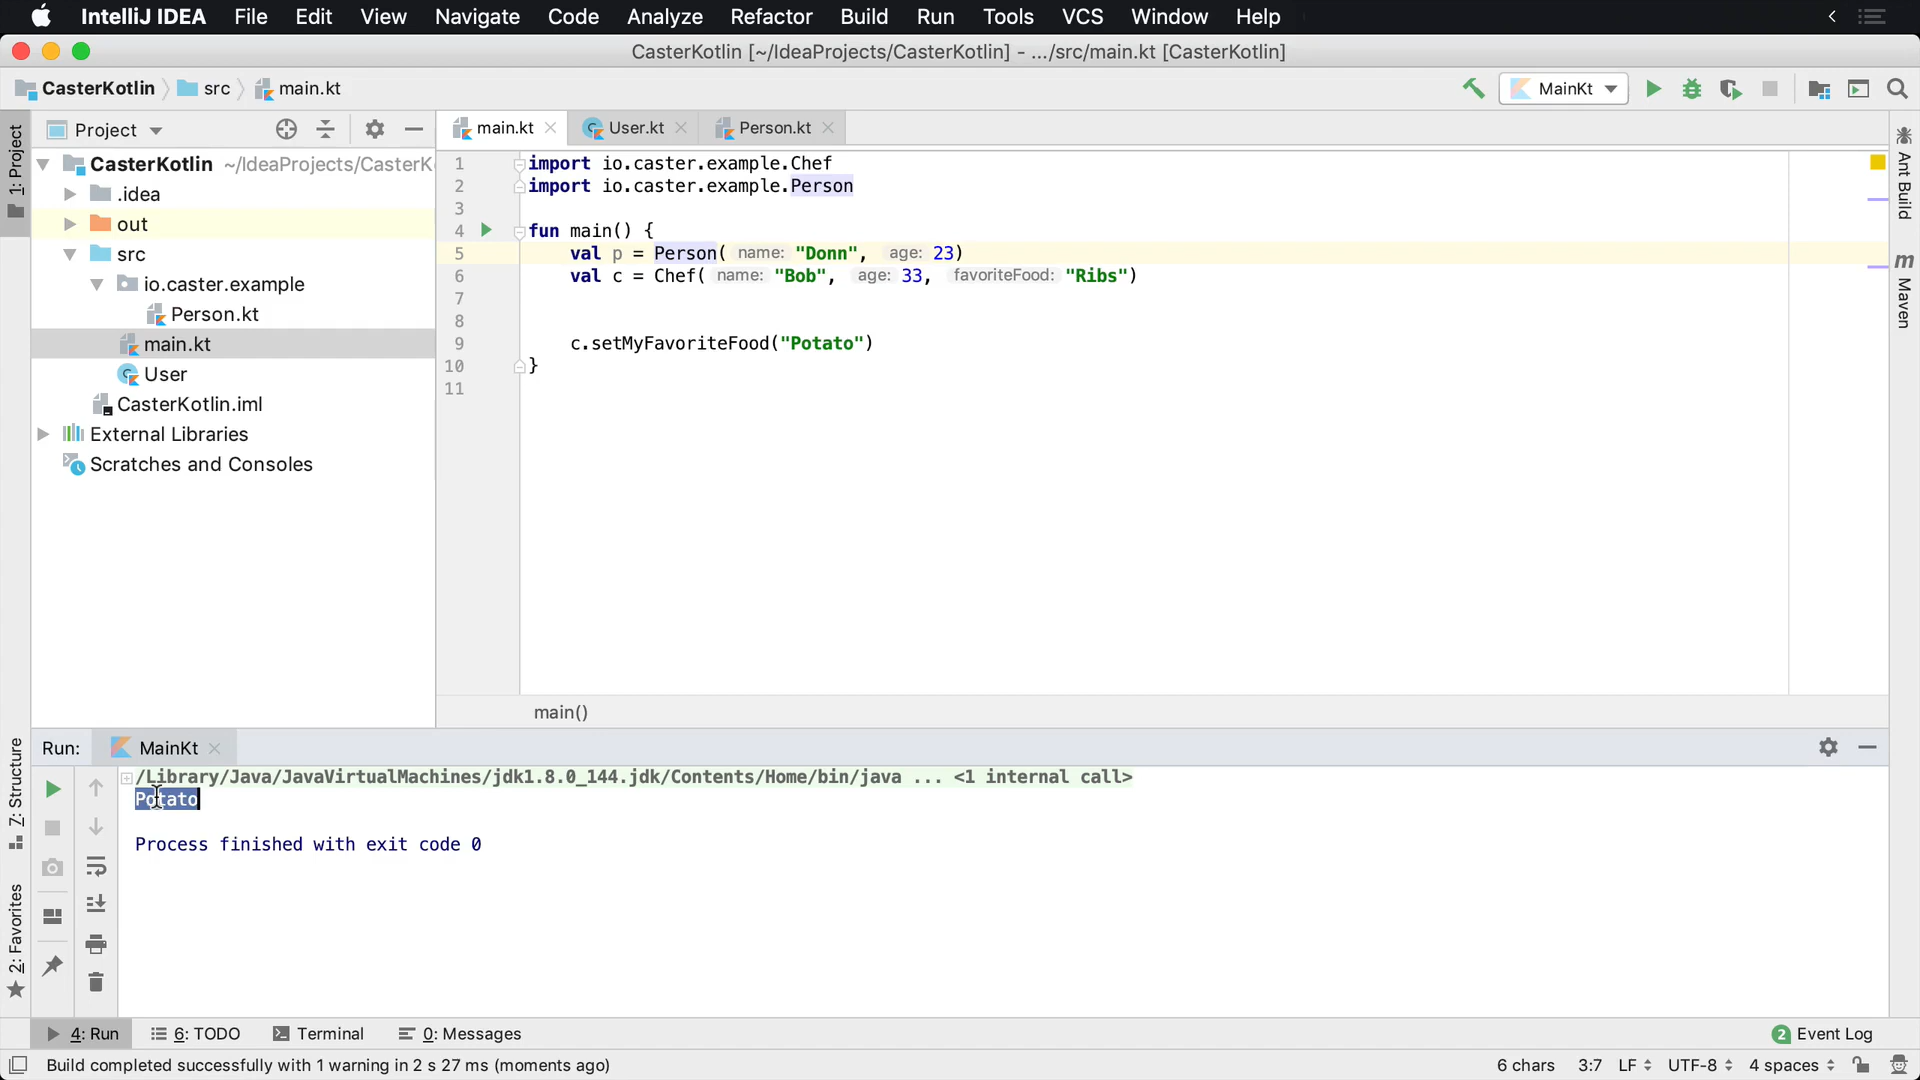 IntelliJ IDEA File Edit View Navigate Code Analyze Refactor Build Run Tools VCS Window Help
CasterKotlin [~/IdeaProjects/CasterKotlin] - .../src/main.kt [CasterKotlin]
CasterKotlin src main.kt MainKt
1: Project
Project
main.kt User.kt Person.kt
CasterKotlin ~/IdeaProjects/CasterK
.idea
out
src
io.caster.example
Person.kt
main.kt
User
CasterKotlin.iml
External Libraries
Scratches and Consoles
1 import io.caster.example.Chef
2 import io.caster.example.Person
3
4 fun main() {
5 val p = Person( name: "Donn", age: 23)
6 val c = Chef( name: "Bob", age: 33, favoriteFood: "Ribs")
7
8
9 c.setMyFavoriteFood("Potato")
10 }
11
main()
Ant Build
m Maven
Run: MainKt
/Library/Java/JavaVirtualMachines/jdk1.8.0_144.jdk/Contents/Home/bin/java ... <1 internal call>
Potato
Process finished with exit code 0
7: Structure
2: Favorites
4: Run 6: TODO Terminal 0: Messages 2 Event Log
Build completed successfully with 1 warning in 2 s 27 ms (moments ago) 6 chars 3:7 LF UTF-8 4 spaces